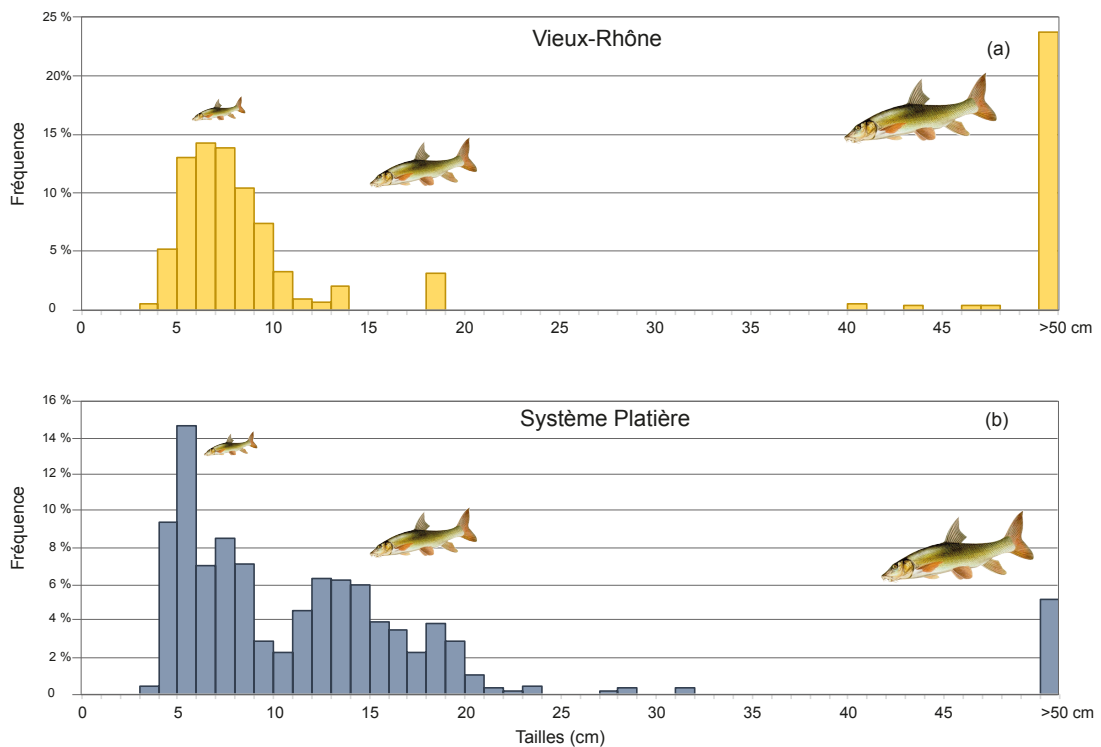 Vieux-Rhône
(a)
Fréquence
25 %
20%
15%
10%
5 %
0
0 5 10 15 20 25 30 35 40 45 >50 cm
Système Platière
(b)
Fréquence
16 %
14 %
12 %
10 %
8 %
6 %
4 %
2 %
0
0 5 10 15 20 25 30 35 40 45 >50 cm
Tailles (cm)